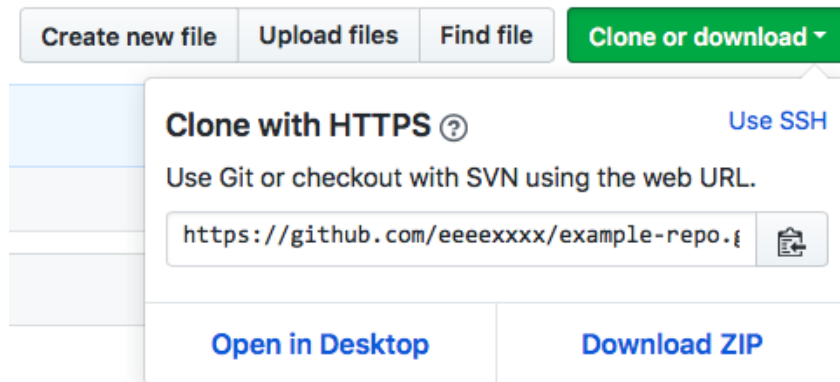 Create new file Upload files Find file Clone or download
Clone with HTTPS ? Use SSH
Use Git or checkout with SVN using the web URL.
https://github.com/eeeexxxx/example-repo.g
Open in Desktop Download ZIP